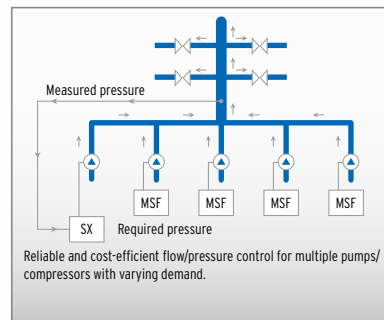 Measured pressure
MSF MSF MSF MSF
SX Required pressure
Reliable and cost-efficient flow/pressure control for multiple pumps/
compressors with varying demand.